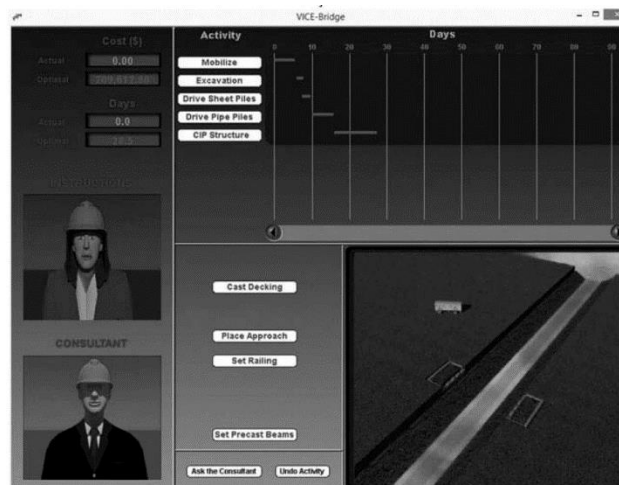 VICE-Bridge
Cost ($)
Actual 0.00
Optimal
Days
Actual 0.0
Optimal
CONSULTANT
Activity
Days
0 10 20 30 40 50 60 70 80 90
Mobilize
Excavation
Drive Sheet Piles
Drive Pipe Piles
CIP Structure
Cast Decking
Place Approach
Set Railing
Set Precast Beams
Ask the Consultant
Undo Activity